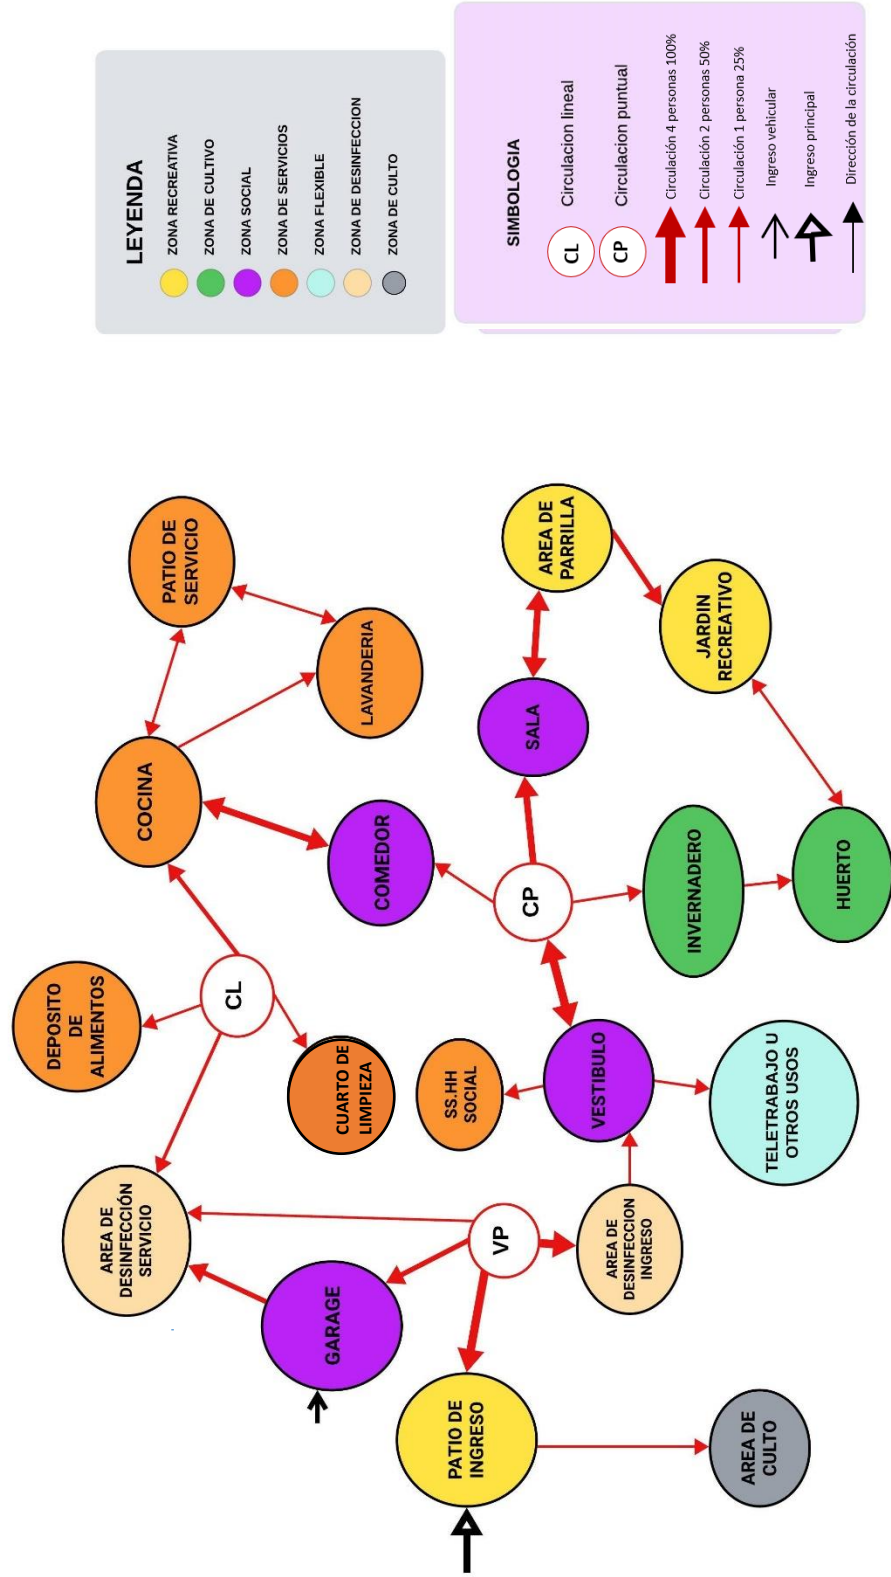 LEYENDA
ZONA RECREATIVA
ZONA DE CULTIVO
ZONA SOCIAL
ZONA DE SERVICIOS
ZONA FLEXIBLE
ZONA DE DESINFECCION
ZONA DE CULTO
SIMBOLOGIA
CL
Circulacion lineal
CP
Circulacion puntual
Circulación 4 personas 100%
Circulación 2 personas 50%
Circulación 1 persona 25%
Ingreso vehicular
Ingreso principal
Dirección de la circulación
DEPOSITO
DE
ALIMENTOS
COCINA
PATIO DE
SERVICIO
AREA DE
DESINFECCIÓN
SERVICIO
CL
LAVANDERIA
GARAGE
CUARTO DE
LIMPIEZA
COMEDOR
PATIO DE
INGRESO
VP
SS.HH
SOCIAL
CP
SALA
AREA DE
PARRILLA
AREA DE
DESINFECCION
INGRESO
VESTIBULO
INVERNADERO
JARDIN
RECREATIVO
AREA DE
CULTO
TELETRABAJO U
OTROS USOS
HUERTO